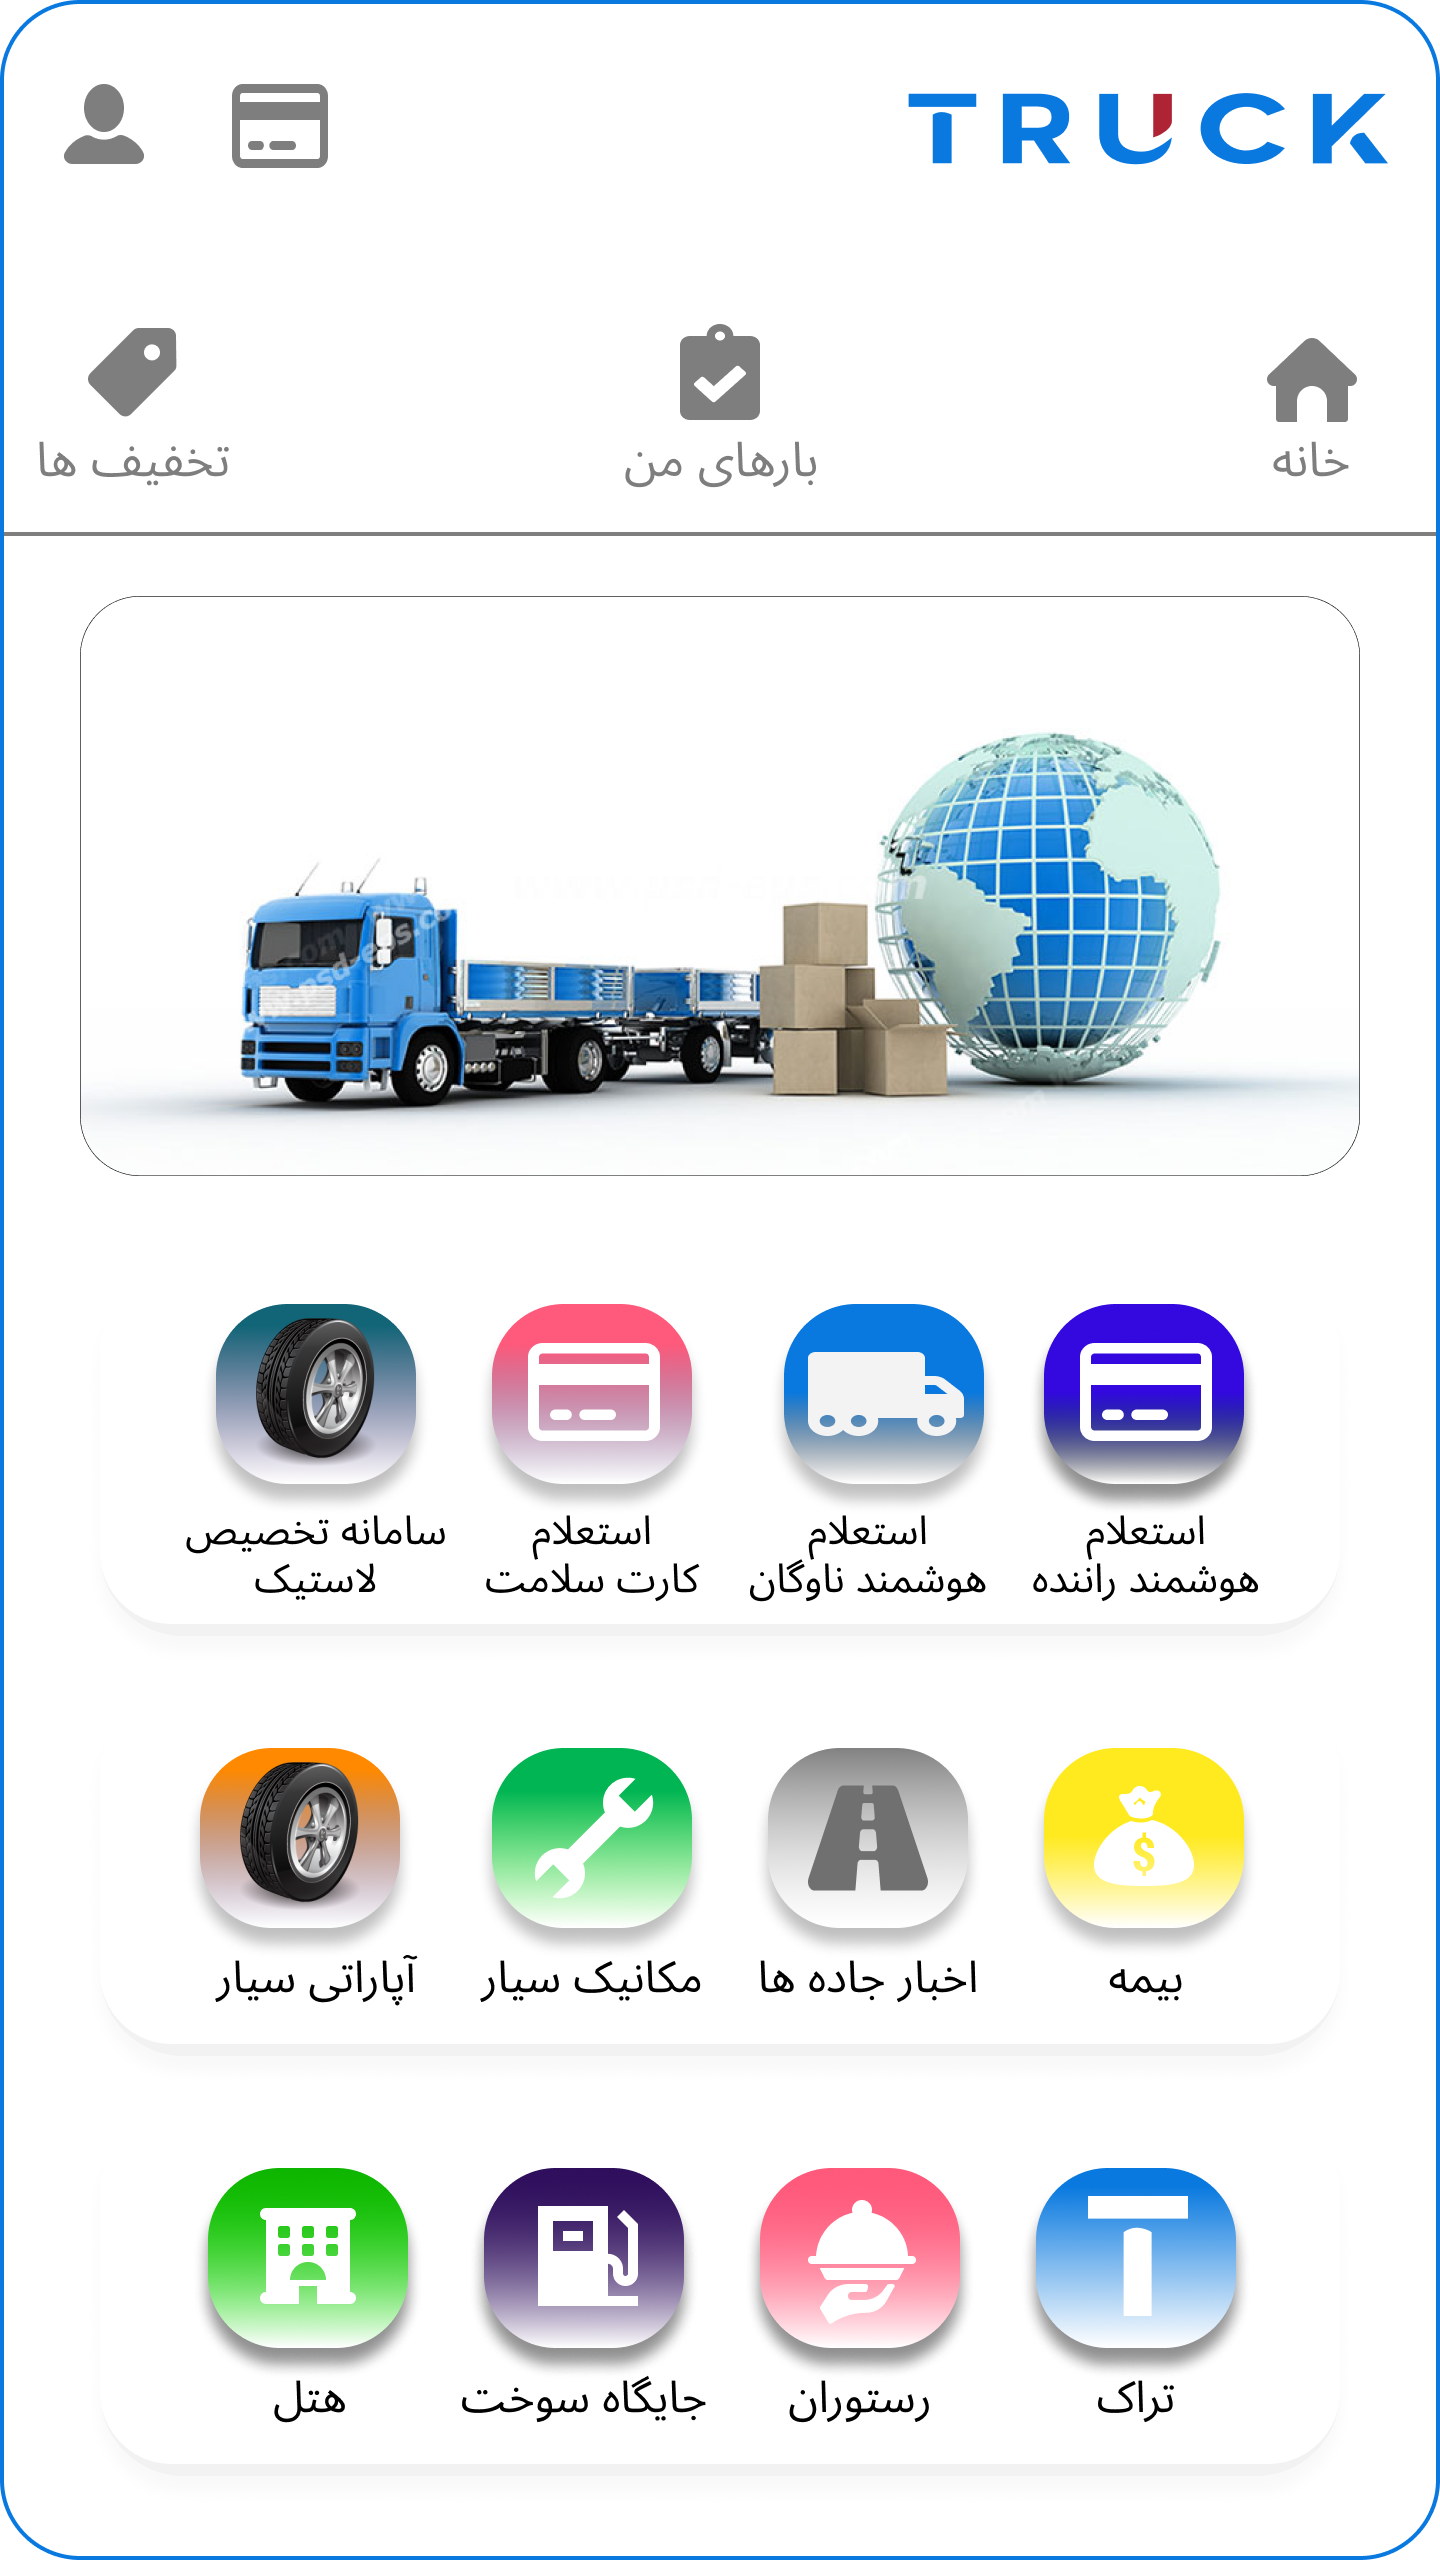 TRUCK
خانه
بارهای من
تخفیف ها
استعلام
هوشمند راننده
استعلام
هوشمند ناوگان
استعلام
کارت سلامت
سامانه تخصیص
لاستیک
بیمه
اخبار جاده ها
مکانیک سیار
آپاراتی سیار
تراک
رستوران
جایگاه سوخت
هتل